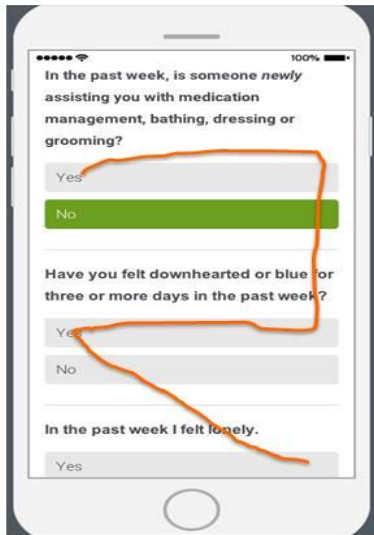 100%
In the past week, is someone newly
assisting you with medication
management, bathing, dressing or
grooming?
Yes
No
Have you felt downhearted or blue for
three or more days in the past week?
Yes
No
In the past week I felt lonely.
Yes